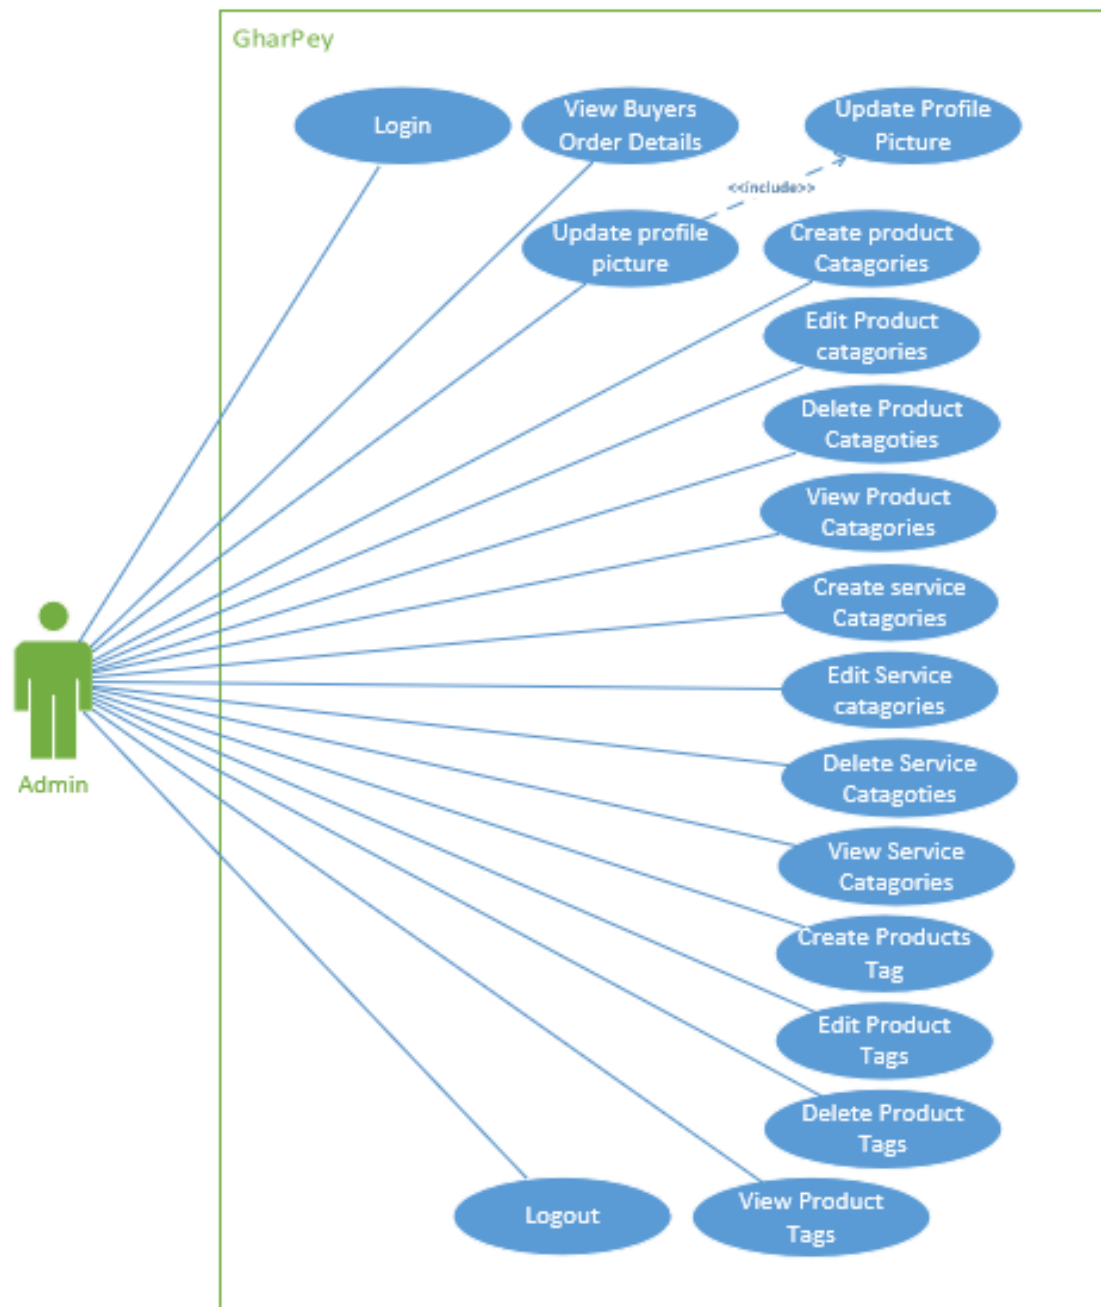 GharPey
Login
View Buyers
Order Details
Update Profile
Picture
<<include>>
Update profile
picture
Create product
Catagories
Edit Product
catagories
Delete Product
Catagoties
View Product
Catagories
Create service
Catagories
Edit Service
catagories
Admin
Delete Service
Catagoties
View Service
Catagories
Create Products
Tag
Edit Product
Tags
Delete Product
Tags
Logout
View Product
Tags